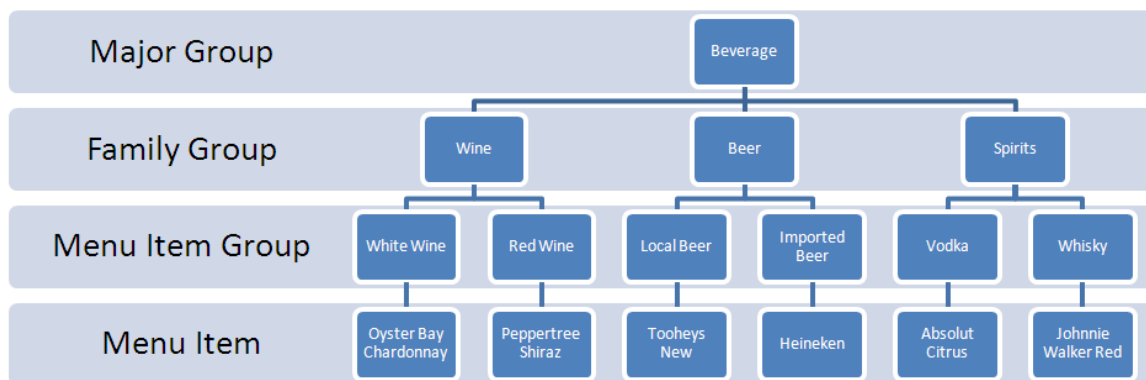 Major Group
Beverage
Family Group
Wine
Beer
Spirits
Menu Item Group
White Wine
Red Wine
Local Beer
Imported
Beer
Vodka
Whisky
Menu Item
Oyster Bay
Chardonnay
Peppertree
Shiraz
Tooheys
New
Heineken
Absolut
Citrus
Johnnie
Walker Red